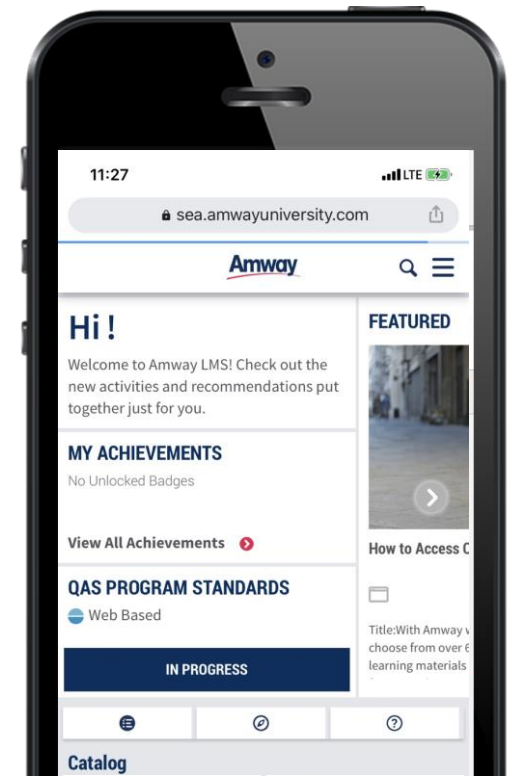 11:27
LTE
sea.amwayuniversity.com
Amway
Hi !
Welcome to Amway LMS! Check out the
new activities and recommendations put
together just for you.
MY ACHIEVEMENTS
No Unlocked Badges
View All Achievements
QAS PROGRAM STANDARDS
Web Based
IN PROGRESS
FEATURED
How to Access
Title:With Amway
choose from over
learning materials
Catalog